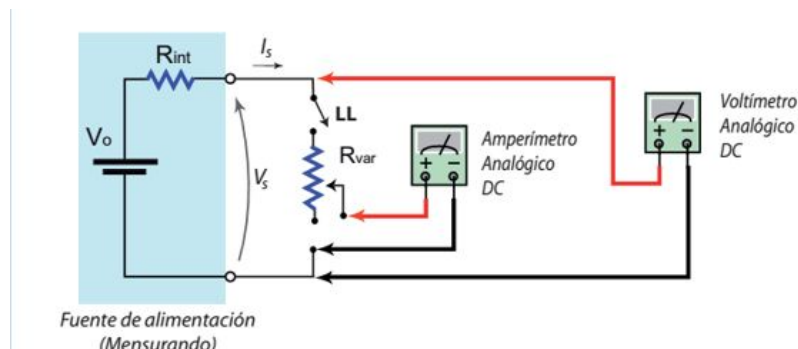 Rint
Is
Vo
Vs
LL
Rvar
+ −
Amperímetro
Analógico
DC
+ −
Voltímetro
Analógico
DC
Fuente de alimentación
(Mensurando)